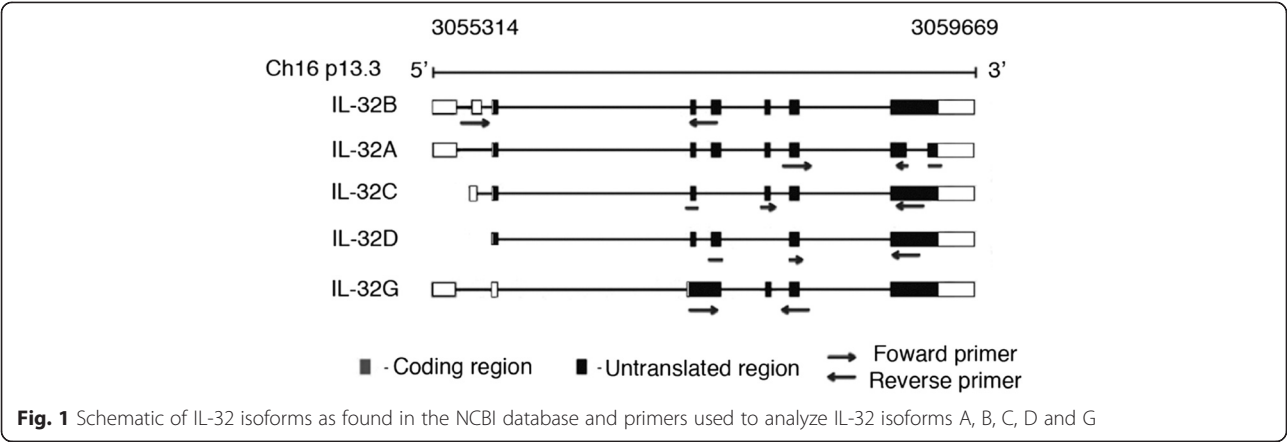 3055314 3059669
Ch16 p13.3 5’ 3’
IL-32B
IL-32A
IL-32C
IL-32D
IL-32G
- Coding region - Untranslated region Foward primer
Reverse primer
Fig. 1 Schematic of IL-32 isoforms as found in the NCBI database and primers used to analyze IL-32 isoforms A, B, C, D and G